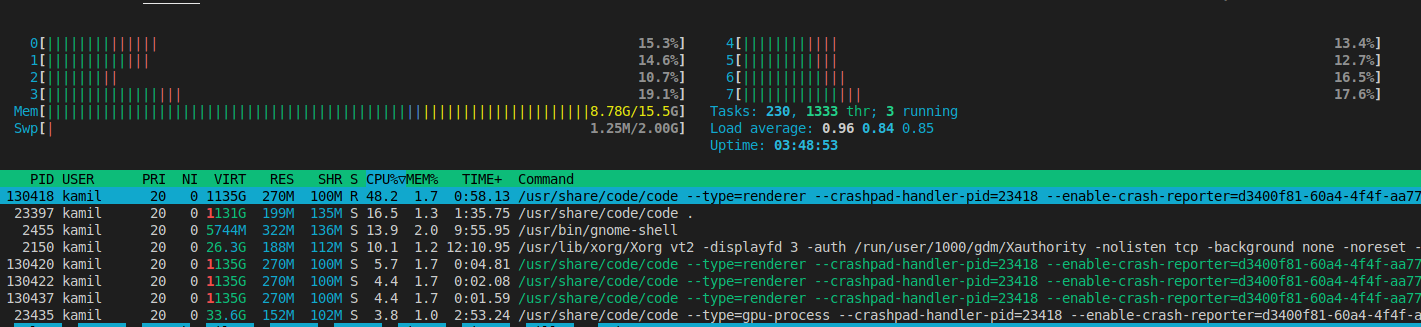 0[||||||||||||||          15.3%]   4[||||||||||||          13.4%]
1[|||||||||||||          14.6%]   5[||||||||||||          12.7%]
2[|||||||||          10.7%]   6[|||||||||||||          16.5%]
3[|||||||||||||||||          19.1%]   7[|||||||||||||||          17.6%]
Mem[||||||||||||||||||||||||||||||||||||||||||||||||||||||||||||||||||||8.78G/15.5G]   Tasks: 230, 1333 thr; 3 running
Swp[|          1.25M/2.00G]   Load average: 0.96 0.84 0.85
Uptime: 03:48:53
PID USER PRI NI VIRT RES SHR S CPU%▽MEM% TIME+ Command
130418 kamil 20 0 1135G 270M 100M R 48.2 1.7 0:58.13 /usr/share/code/code --type=renderer --crashpad-handler-pid=23418 --enable-crash-reporter=d3400f81-60a4-4f4f-aa77
23397 kamil 20 0 1131G 199M 135M S 16.5 1.3 1:35.75 /usr/share/code/code .
2455 kamil 20 0 5744M 322M 136M S 13.9 2.0 9:55.95 /usr/bin/gnome-shell
2150 kamil 20 0 26.3G 188M 112M S 10.1 1.2 12:10.95 /usr/lib/xorg/Xorg vt2 -displayfd 3 -auth /run/user/1000/gdm/Xauthority -nolisten tcp -background none -noreset -
130420 kamil 20 0 1135G 270M 100M S 5.7 1.7 0:04.81 /usr/share/code/code --type=renderer --crashpad-handler-pid=23418 --enable-crash-reporter=d3400f81-60a4-4f4f-aa77
130422 kamil 20 0 1135G 270M 100M S 4.4 1.7 0:02.08 /usr/share/code/code --type=renderer --crashpad-handler-pid=23418 --enable-crash-reporter=d3400f81-60a4-4f4f-aa77
130437 kamil 20 0 1135G 270M 100M S 4.4 1.7 0:01.59 /usr/share/code/code --type=renderer --crashpad-handler-pid=23418 --enable-crash-reporter=d3400f81-60a4-4f4f-aa77
23435 kamil 20 0 33.6G 152M 102M S 3.8 1.0 2:53.24 /usr/share/code/code --type=gpu-process --crashpad-handler-pid=23418 --enable-crash-reporter=d3400f81-60a4-4f4f-a